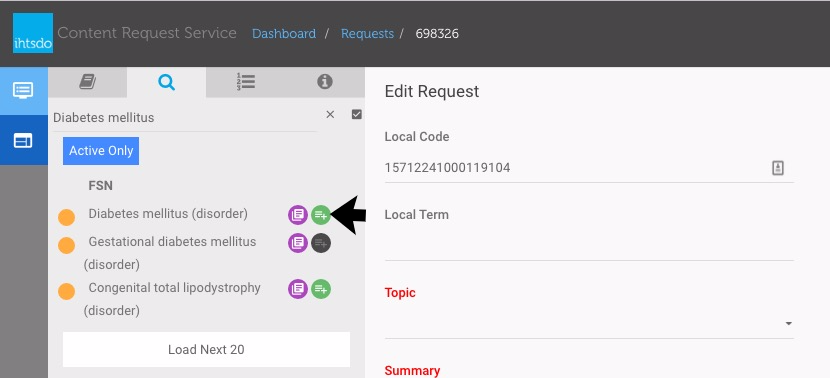 ihtsdo
Content Request Service Dashboard / Requests / 698326
Diabetes mellitus
Active Only
FSN
Diabetes mellitus (disorder)
Gestational diabetes mellitus
(disorder)
Congenital total lipodystrophy
(disorder)
Load Next 20
Edit Request
Local Code
15712241000119104
Local Term
Topic
Summary